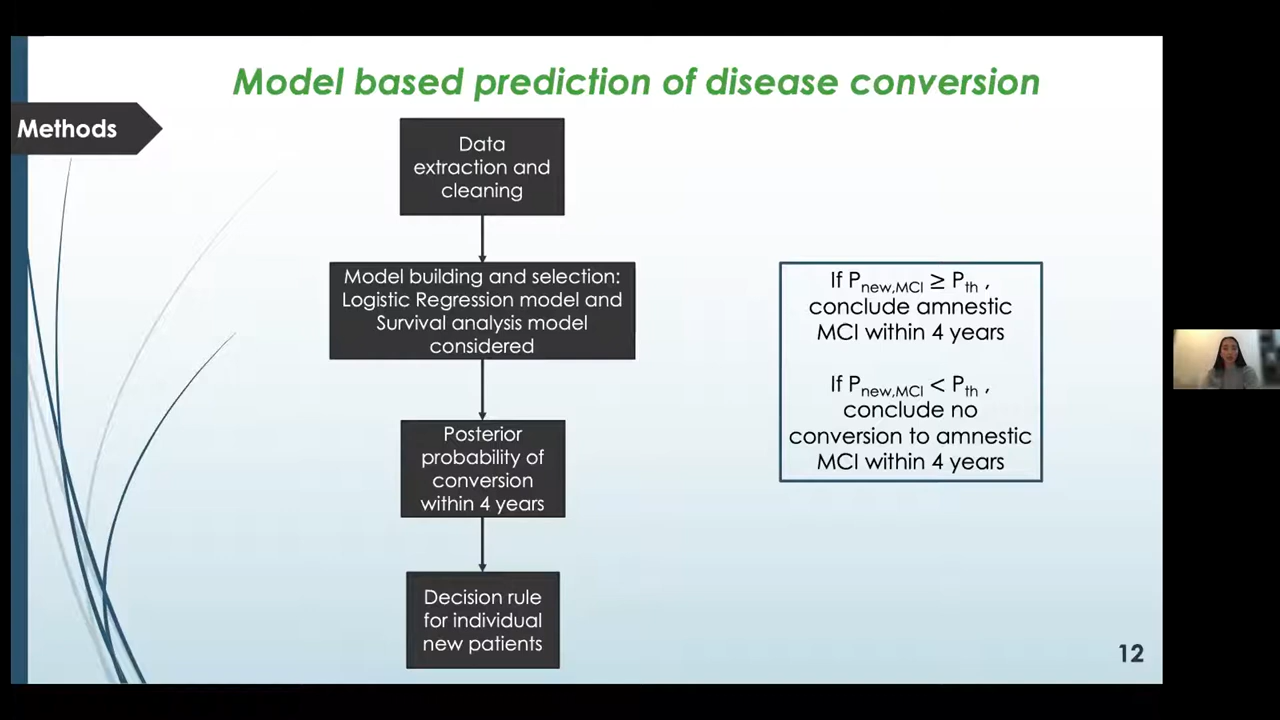 Model based prediction of disease conversion
Methods
Data
extraction and
cleaning
Model building and selection:
Logistic Regression model and
Survival analysis model
considered
Posterior
probability of
conversion
within 4 years
Decision rule
for individual
new patients
If Pnew,MCI ≥ Pth ,
conclude amnestic
MCI within 4 years
If Pnew,MCI < Pth ,
conclude no
conversion to amnestic
MCI within 4 years
12